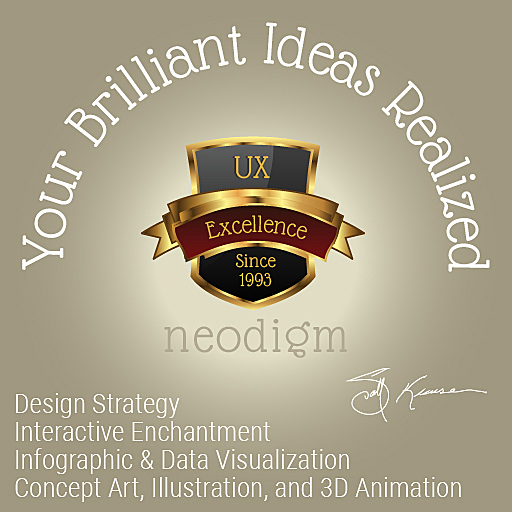 Your Brilliant Ideas Realized
UX
Excellence
Since
1993
neodigm
Design Strategy
Interactive Enchantment
Infographic & Data Visualization
Concept Art, Illustration, and 3D Animation